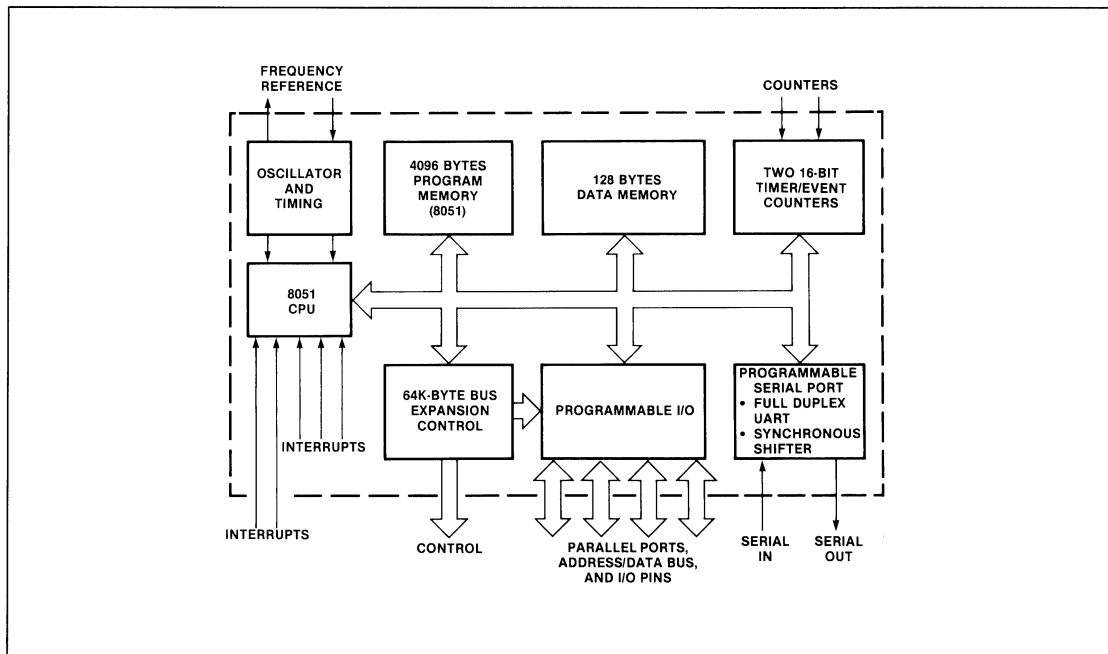 FREQUENCY
REFERENCE
COUNTERS
OSCILLATOR
AND
TIMING
4096 BYTES
PROGRAM
MEMORY
(8051)
128 BYTES
DATA MEMORY
TWO 16-BIT
TIMER/EVENT
COUNTERS
8051
CPU
64K-BYTE BUS
EXPANSION
CONTROL
PROGRAMMABLE I/O
PROGRAMMABLE
SERIAL PORT
• FULL DUPLEX
UART
• SYNCHRONOUS
SHIFTER
INTERRUPTS
INTERRUPTS
CONTROL
PARALLEL PORTS,
ADDRESS/DATA BUS,
AND I/O PINS
SERIAL
IN
SERIAL
OUT